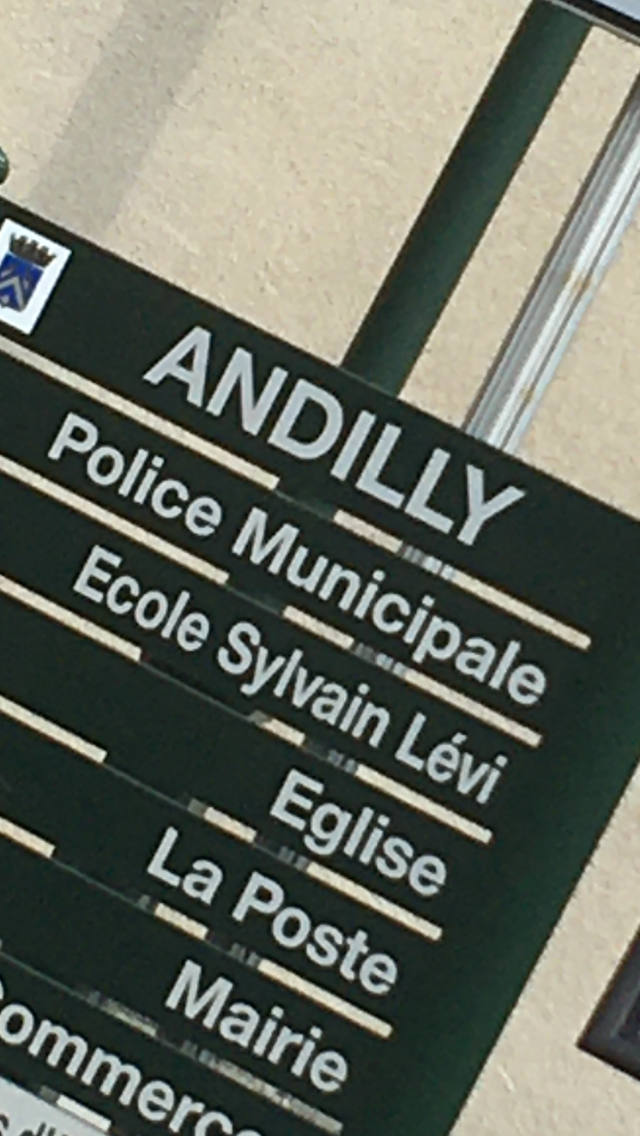 ANDILLY
Police Municipale
Ecole Sylvain Lévi
Eglise
La Poste
Mairie